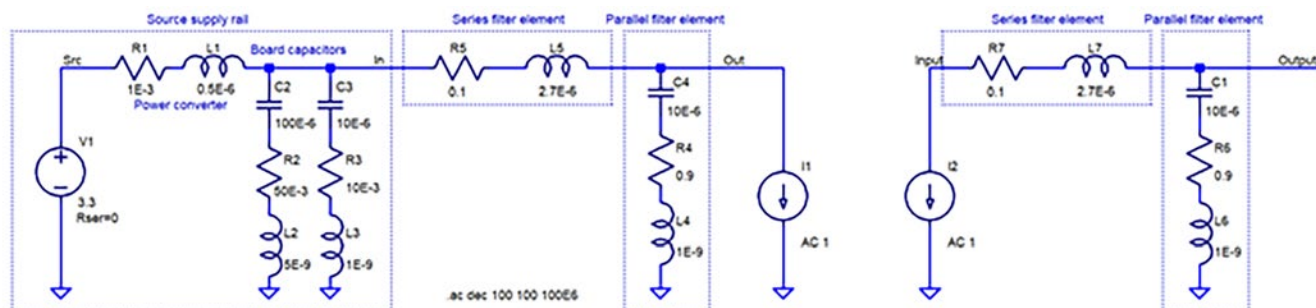 Source supply rail
Series filter element
Parallel filter element
Series filter element
Parallel filter element
Src
R1
L1
Board capacitors
In
R5
L5
Out
Input
R7
L7
Output
1E-3
0.5E-6
C2
C3
0.1
2.7E-6
C4
0.1
2.7E-6
C1
Power converter
100E-6
10E-6
10E-6
10E-6
V1
R2
R3
R4
I1
I2
R6
3.3
50E-3
10E-3
0.9
0.9
Rser=0
L2
L3
L4
AC 1
AC 1
L6
5E-9
1E-9
1E-9
1E-9
.ac dec 100 100 100E6